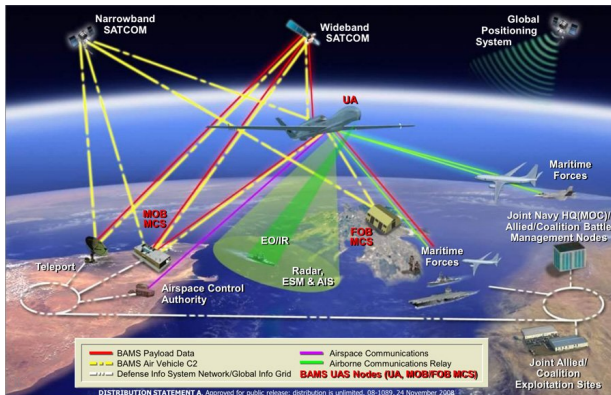 Narrowband
SATCOM
Wideband
SATCOM
Global
Positioning
System
UA
Maritime
Forces
MOB
MCS
FOB
MCS
Joint Navy HQ(MOC)/
Allied/Coalition Battle
Management Nodes
EO/IR
Teleport
Radar,
ESM & AIS
Maritime
Forces
Airspace Control
Authority
BAMS Payload Data
BAMS Air Vehicle C2
Defense Info System Network/Global Info Grid
Airspace Communications
Airborne Communications Relay
BAMS UAS Nodes (UA, MOB/FOB MCS)
Joint Allied/
Coalition
Exploitation Sites
DISTRIBUTION STATEMENT A. Approved for public release; distribution is unlimited. 08-1089, 24 November 2008